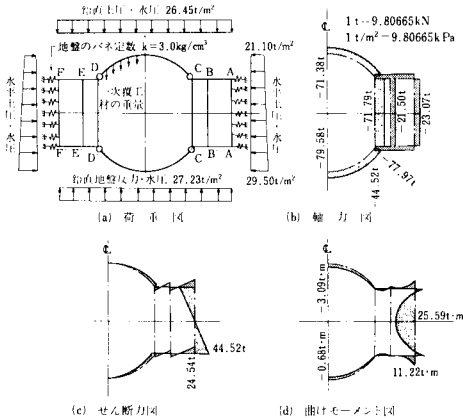 鉛直土圧・水圧 26.45t/m²
地盤のバネ定数 k=3.0kg/cm³
21.10t/m²
F E D
C B A
水平土圧・水圧
一次覆工材の重量
水平土圧・水圧
F E D
C B A
鉛直地盤反力・水圧 27.23t/m²
29.50t/m²
(a) 荷重図
℄
1t=9.80665kN
1t/m²=9.80665kPa
-71.38t
-79.58t
-71.79t
-21.50t
-23.07t
-77.97t
-44.52t
(b) 軸力図
℄
44.52t
24.54t
(c) せん断力図
℄
-3.09t·m
-0.68t·m
25.59t·m
11.22t·m
(d) 曲げモーメント図